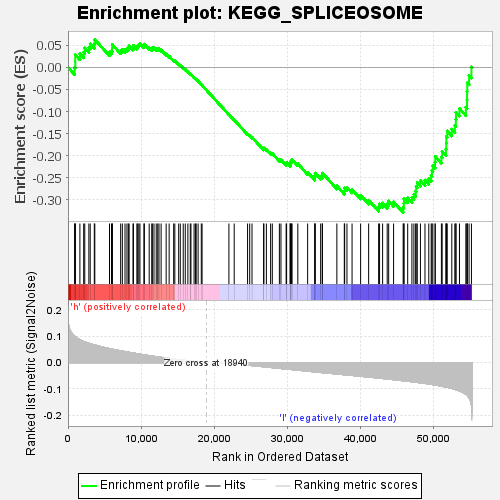 Enrichment plot: KEGG_SPLICEOSOME
Enrichment score (ES)
0.05
0.00
-0.05
-0.10
-0.15
-0.20
-0.25
-0.30
'h' (positively correlated)
Ranked list metric (Signal2Noise)
0.2
0.1
0.0
-0.1
-0.2
Zero cross at 18940
'l' (negatively correlated)
0 10,000 20,000 30,000 40,000 50,000
Rank in Ordered Dataset
Enrichment profile Hits Ranking metric scores